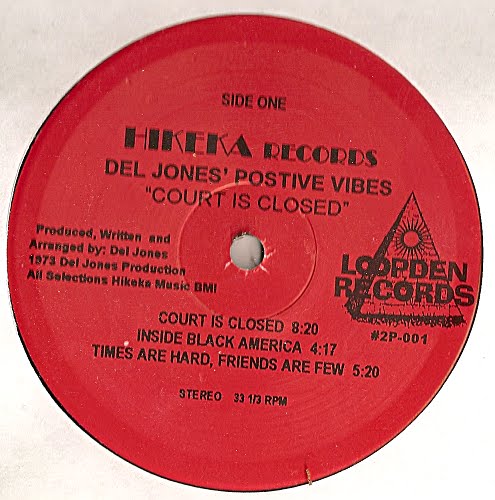 SIDE ONE
HIKEKA RECORDS
DEL JONES' POSTIVE VIBES
"COURT IS CLOSED"
Produced, Written and
Arranged by: Del Jones
1973 Del Jones Production
All Selections Hikeka Music BMI
LOOPDEN
RECORDS
#2P-001
COURT IS CLOSED 8:20
INSIDE BLACK AMERICA 4:17
TIMES ARE HARD, FRIENDS ARE FEW 5:20
STEREO 33 1/3 RPM